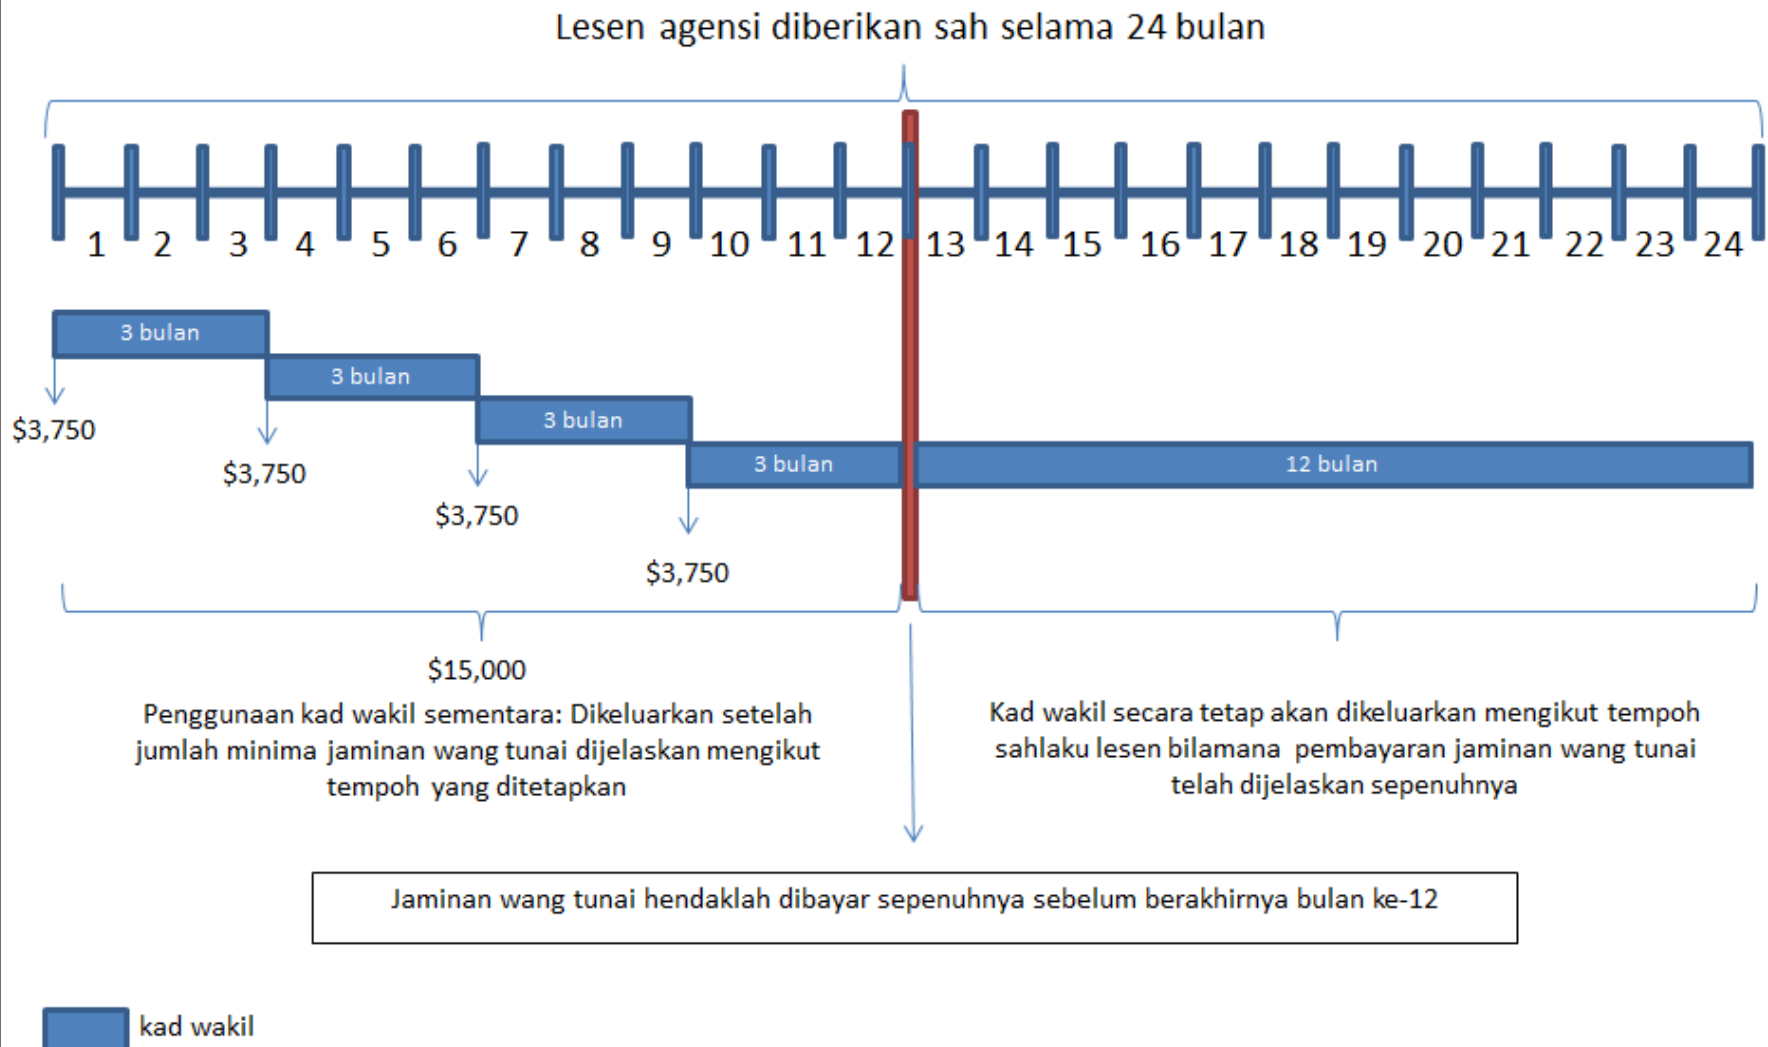 Lesen agensi diberikan sah selama 24 bulan
1 2 3 4 5 6 7 8 9 10 11 12 13 14 15 16 17 18 19 20 21 22 23 24
3 bulan
3 bulan
3 bulan
3 bulan
12 bulan
$3,750
$3,750
$3,750
$3,750
$15,000
Penggunaan kad wakil sementara: Dikeluarkan setelah
jumlah minima jaminan wang tunai dijelaskan mengikut
tempoh yang ditetapkan
Kad wakil secara tetap akan dikeluarkan mengikut tempoh
sahlaku lesen bilamana pembayaran jaminan wang tunai
telah dijelaskan sepenuhnya
Jaminan wang tunai hendaklah dibayar sepenuhnya sebelum berakhirnya bulan ke-12
kad wakil